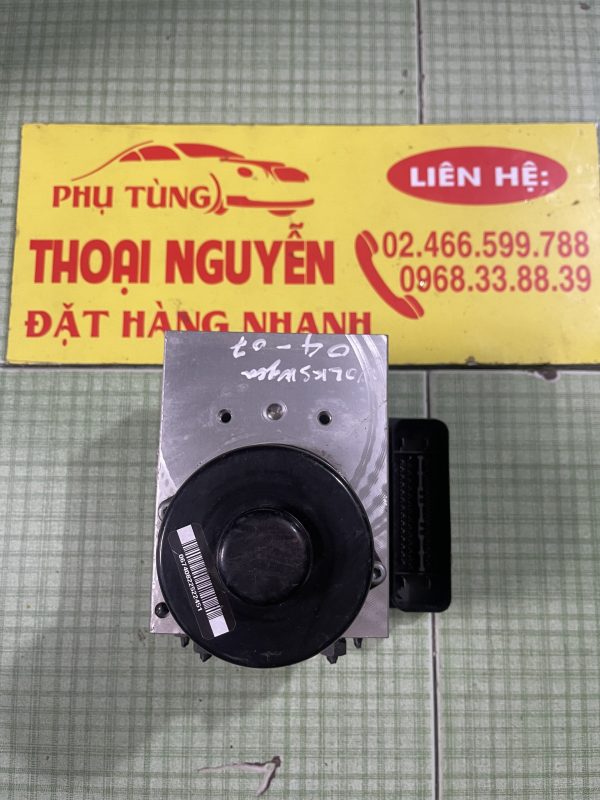 PHỤ TÙNG
LIÊN HỆ:
THOẠI NGUYỄN
02.466.599.788
0968.33.88.39
ĐẶT HÀNG NHANH
04-07